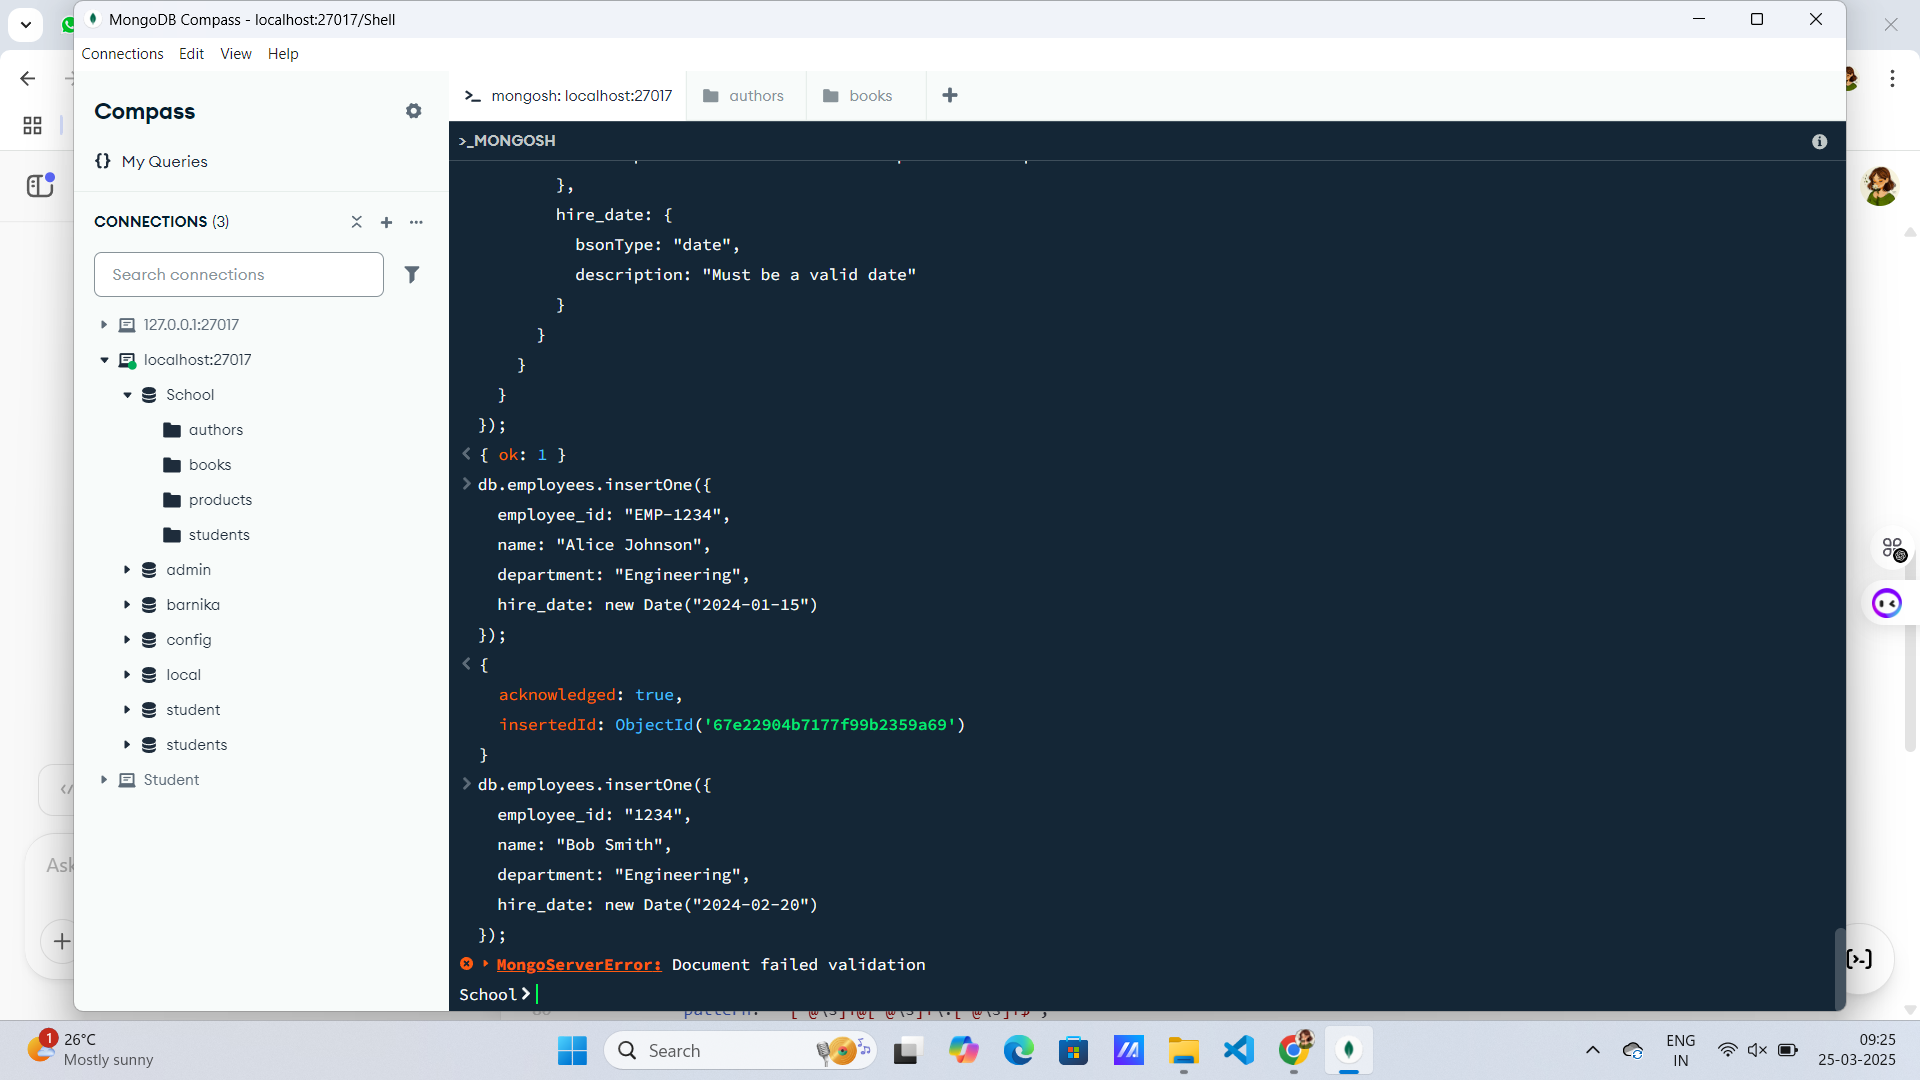 MongoDB Compass - localhost:27017/Shell
Connections Edit View Help
Compass
{} My Queries
CONNECTIONS (3)
Search connections
127.0.0.1:27017
localhost:27017
School
authors
books
products
students
admin
barnika
config
local
student
students
Student
>_ mongosh: localhost:27017
authors
books
>_MONGOSH
},
hire_date: {
bsonType: "date",
description: "Must be a valid date"
}
}
}
}
});
< { ok: 1 }
> db.employees.insertOne({
employee_id: "EMP-1234",
name: "Alice Johnson",
department: "Engineering",
hire_date: new Date("2024-01-15")
});
< {
acknowledged: true,
insertedId: ObjectId('67e22904b7177f99b2359a69')
}
> db.employees.insertOne({
employee_id: "1234",
name: "Bob Smith",
department: "Engineering",
hire_date: new Date("2024-02-20")
});
MongoServerError: Document failed validation
School>
Ask
1
26°C
Mostly sunny
Search
ENG
IN
09:25
25-03-2025